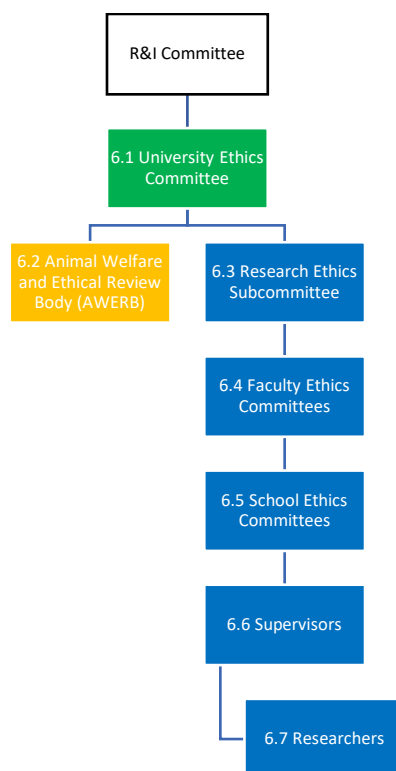 R&I Committee
6.1 University Ethics
Committee
6.2 Animal Welfare
and Ethical Review
Body (AWERB)
6.3 Research Ethics
Subcommittee
6.4 Faculty Ethics
Committees
6.5 School Ethics
Committees
6.6 Supervisors
6.7 Researchers